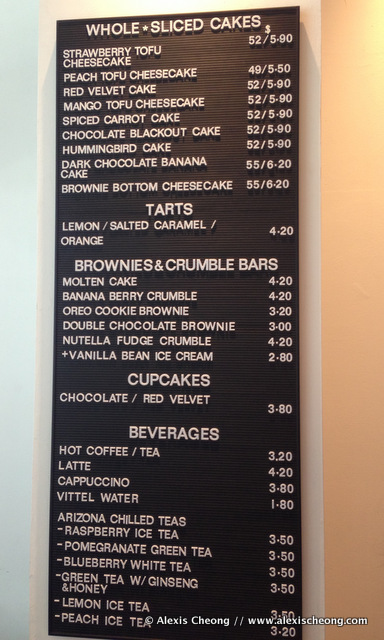 WHOLE * SLICED CAKES
$
STRAWBERRY TOFU 52/5.90
CHEESECAKE
PEACH TOFU CHEESECAKE 49/5.50
RED VELVET CAKE 52/5.90
MANGO TOFU CHEESECAKE 52/5.90
SPICED CARROT CAKE 52/5.90
CHOCOLATE BLACKOUT CAKE 52/5.90
HUMMINGBIRD CAKE 52/5.90
DARK CHOCOLATE BANANA 55/6.20
CAKE
BROWNIE BOTTOM CHEESECAKE 55/6.20
TARTS
LEMON / SALTED CARAMEL / 4.20
ORANGE
BROWNIES & CRUMBLE BARS
MOLTEN CAKE 4.20
BANANA BERRY CRUMBLE 4.20
OREO COOKIE BROWNIE 3.20
DOUBLE CHOCOLATE BROWNIE 3.00
NUTELLA FUDGE CRUMBLE 4.20
+VANILLA BEAN ICE CREAM 2.80
CUPCAKES
CHOCOLATE / RED VELVET
3.80
BEVERAGES
HOT COFFEE / TEA 3.20
LATTE 4.20
CAPPUCCINO 3.80
VITTEL WATER 1.80
ARIZONA CHILLED TEAS
-RASPBERRY ICE TEA 3.50
-POMEGRANATE GREEN TEA 3.50
-BLUEBERRY WHITE TEA 3.50
-GREEN TEA W/GINSENG 3.50
&HONEY
-LEMON ICE TEA 3.50
-PEACH ICE TEA 3.20
© Alexis Cheong // www.alexischeong.com